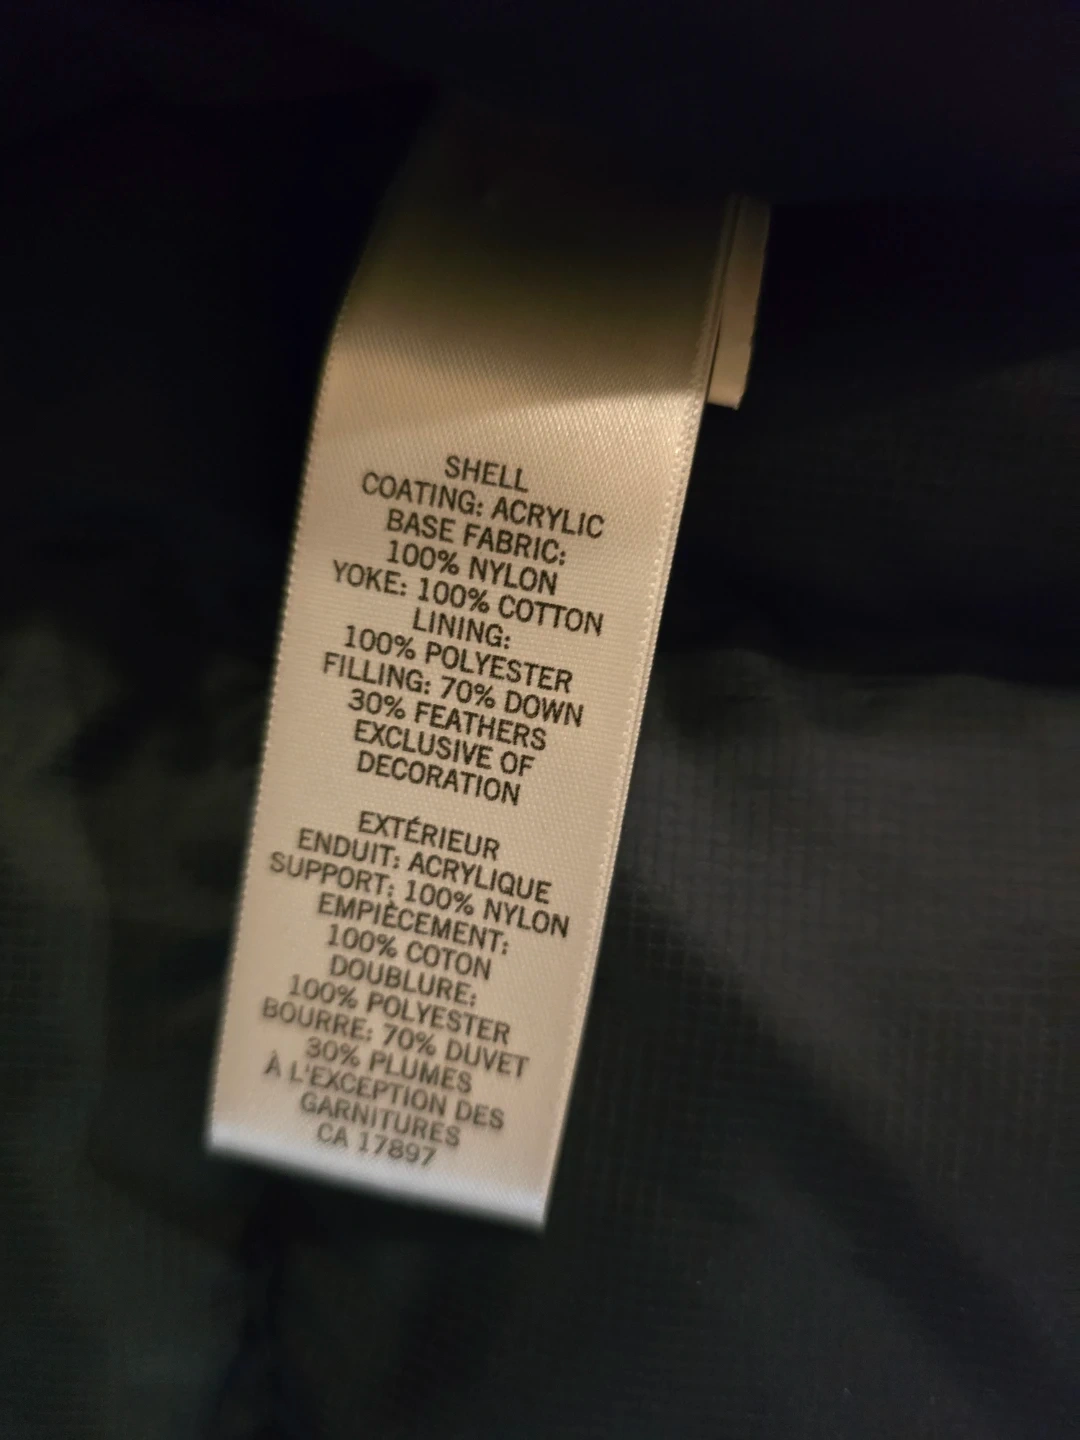 SHELL
COATING: ACRYLIC
BASE FABRIC:
100% NYLON
YOKE: 100% COTTON
LINING:
100% POLYESTER
FILLING: 70% DOWN
30% FEATHERS
EXCLUSIVE OF
DECORATION
EXTÉRIEUR
ENDUIT: ACRYLIQUE
SUPPORT: 100% NYLON
EMPIÈCEMENT:
100% COTON
DOUBLURE:
100% POLYESTER
BOURRE: 70% DUVET
30% PLUMES
À L'EXCEPTION DES
GARNITURES
CA 17897